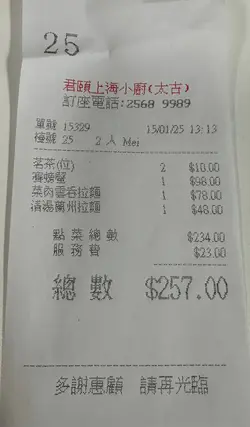 25
君頤上海小廚(太古)
訂座電話:2568 9989
單號 15329 15/01/25 13:13
檯號 25 2 人 Mei
茗茶(位) 2 $10.00
賽螃蟹 1 $98.00
菜肉雲吞拉麵 1 $78.00
清湯蘭州拉麵 1 $48.00
點菜總數 $234.00
服務費 $23.00
總數 $257.00
多謝惠顧 請再光臨